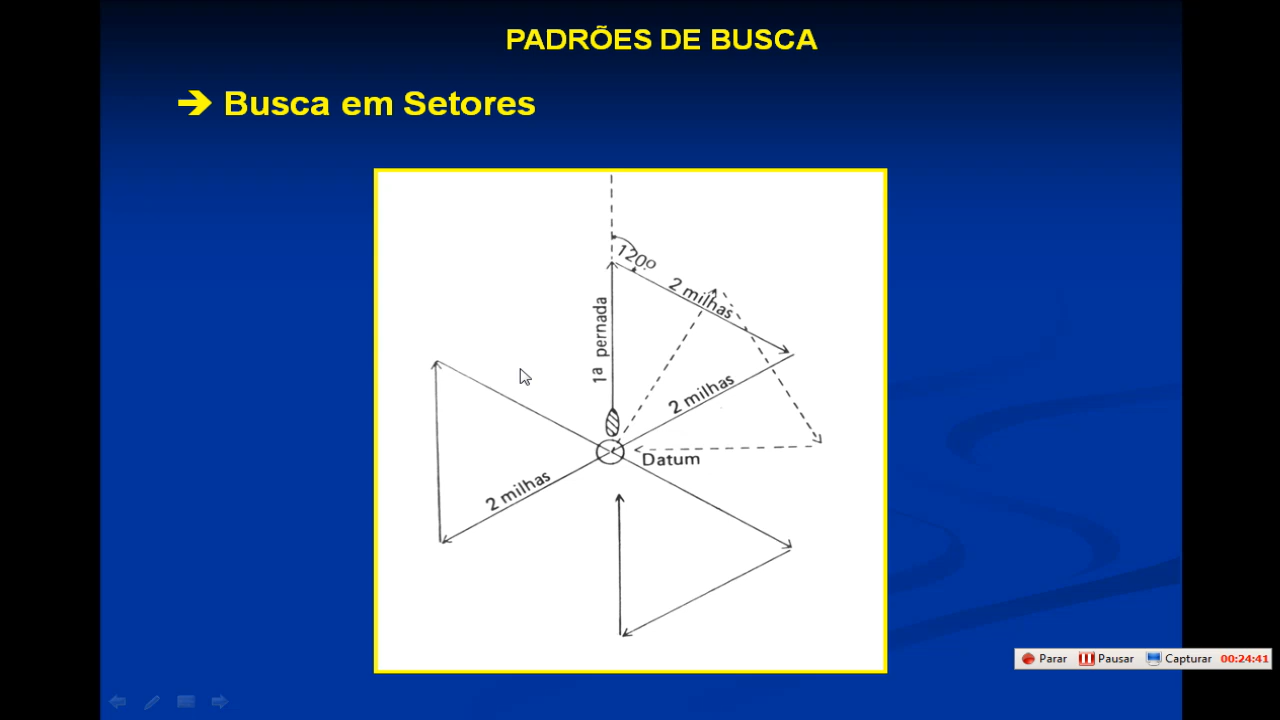 PADRÕES DE BUSCA
➔ Busca em Setores
120º
2 milhas
1ª pernada
2 milhas
Datum
2 milhas
Parar Pausar Capturar 00:24:41